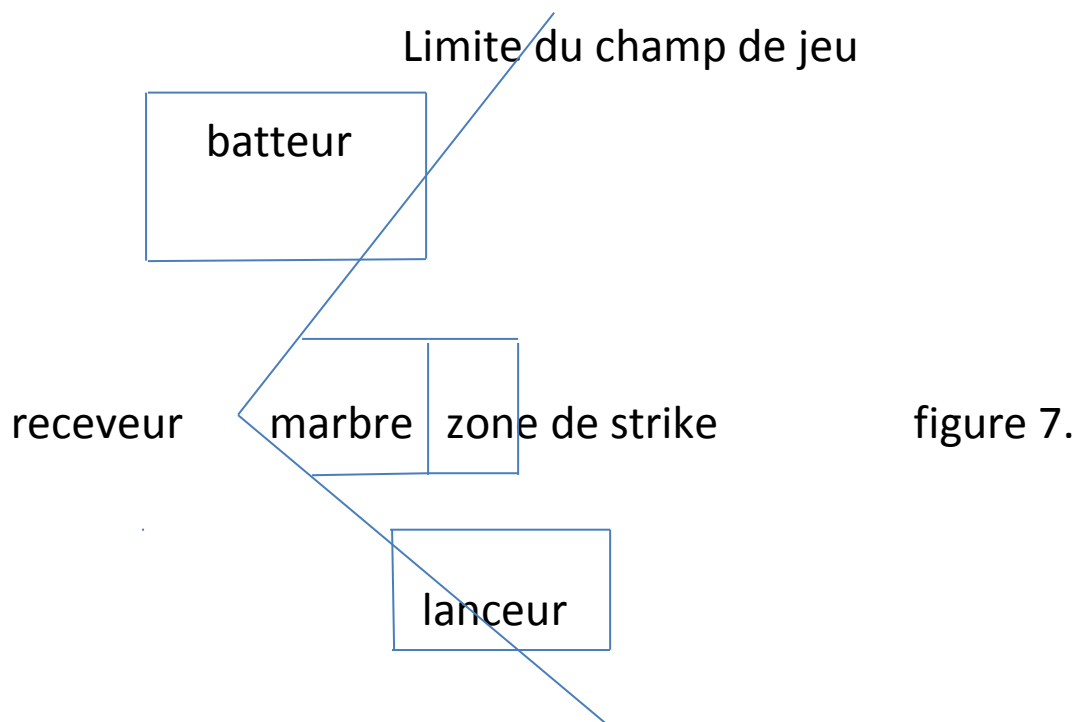 Limite du champ de jeu
batteur
receveur marbre zone de strike figure 7.
lanceur